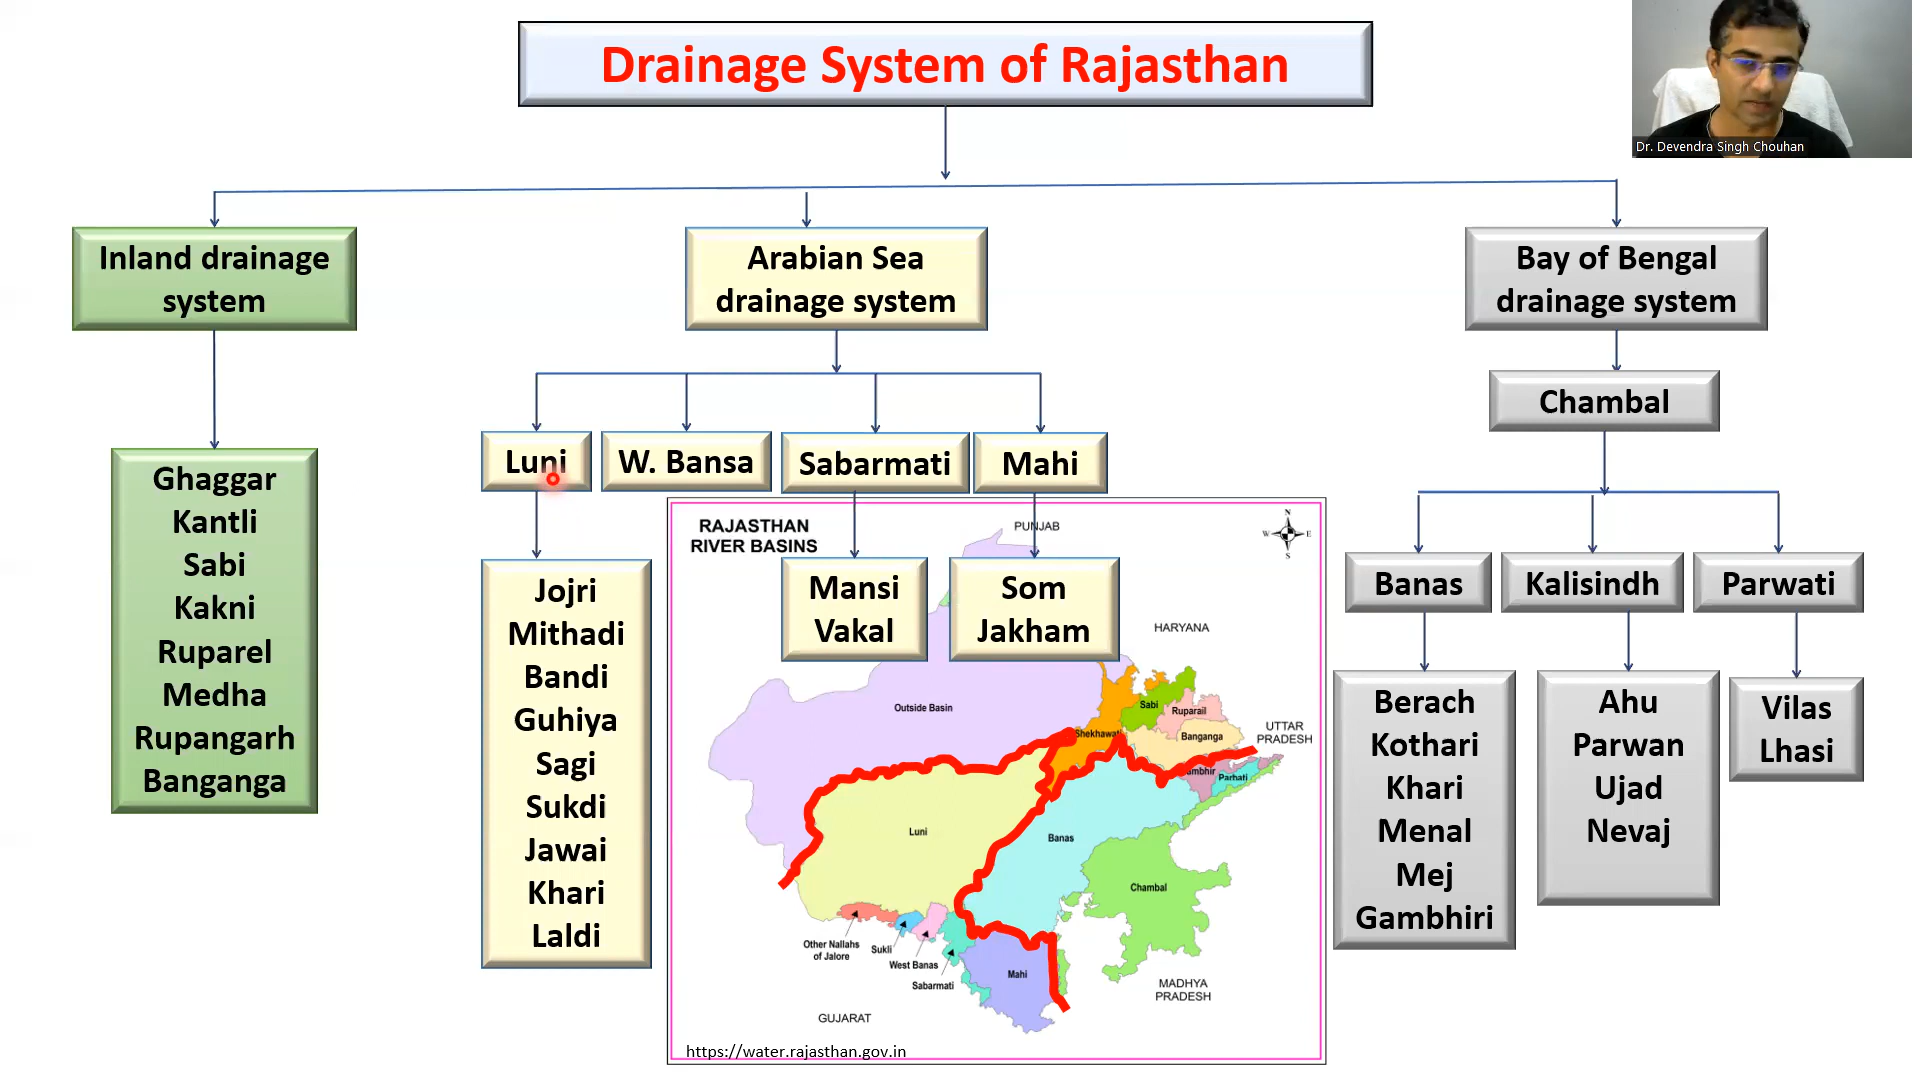 Drainage System of Rajasthan
Dr. Devendra Singh Chouhan
Inland drainage
system
Arabian Sea
drainage system
Bay of Bengal
drainage system
Ghaggar
Kantli
Sabi
Kakni
Ruparel
Medha
Rupangarh
Banganga
Luni
W. Bansa
Sabarmati
Mahi
Jojri
Mithadi
Bandi
Guhiya
Sagi
Sukdi
Jawai
Khari
Laldi
Mansi
Vakal
Som
Jakham
Chambal
Banas
Kalisindh
Parwati
Berach
Kothari
Khari
Menal
Mej
Gambhiri
Ahu
Parwan
Ujad
Nevaj
Vilas
Lhasi
RAJASTHAN
RIVER BASINS
PUNJAB
N
W
E
S
HARYANA
Outside Basin
Sabi
Ruparail
Shekhawati
Banganga
UTTAR
PRADESH
mbhir
Parbati
Luni
Banas
Chambal
Other Nallahs
of Jalore
Sukli
West Banas
Sabarmati
Mahi
MADHYA
PRADESH
GUJARAT
https://water.rajasthan.gov.in